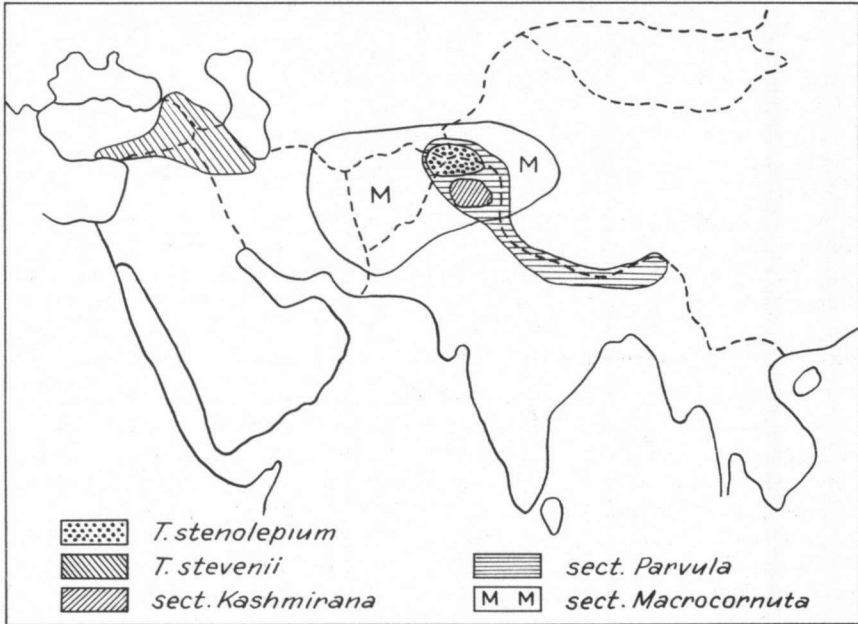 M
M
T. stenolepium
T. stevenii
sect. Kashmirana
sect. Parvula
M M sect. Macrocornuta